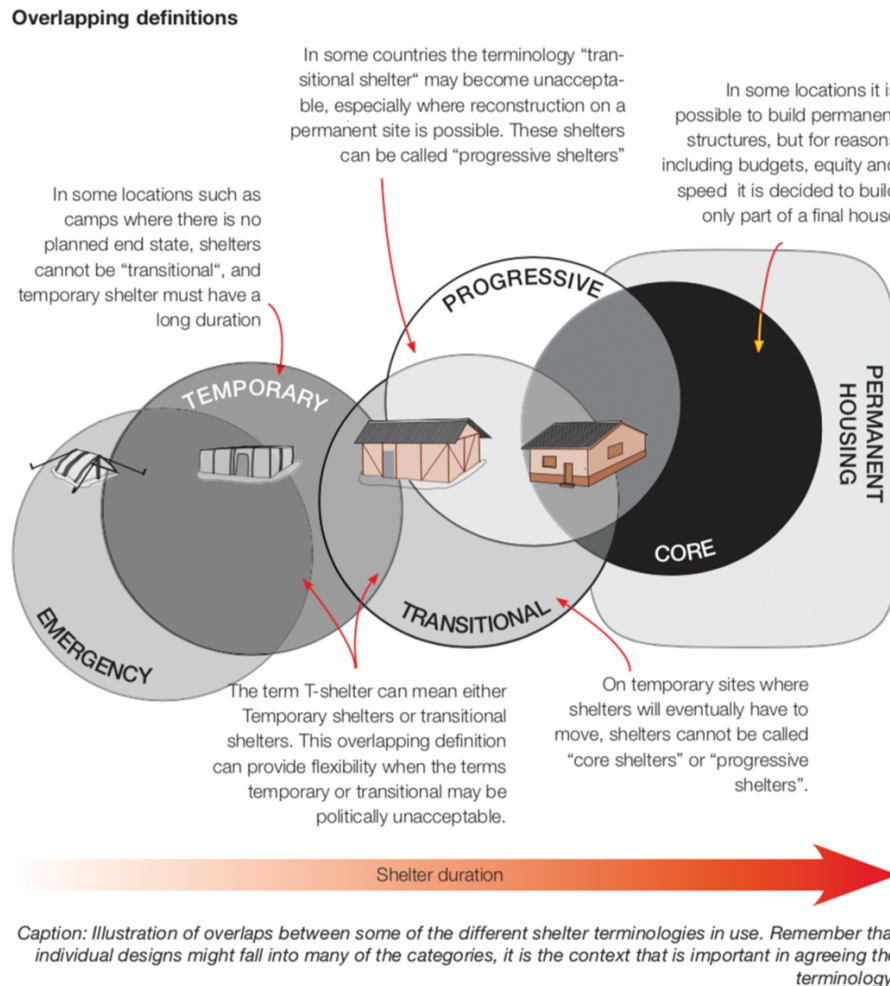 Overlapping definitions
In some countries the terminology “tran-
sitional shelter“ may become unaccepta-
ble, especially where reconstruction on a
permanent site is possible. These shelters
can be called “progressive shelters”
In some locations it is
possible to build permanen
structures, but for reasons
including budgets, equity and
speed it is decided to build
only part of a final house
In some locations such as
camps where there is no
planned end state, shelters
cannot be “transitional“, and
temporary shelter must have a
long duration
PROGRESSIVE
TEMPORARY
PERMANENT
HOUSING
CORE
TRANSITIONAL
EMERGENCY
The term T-shelter can mean either
Temporary shelters or transitional
shelters. This overlapping definition
can provide flexibility when the terms
temporary or transitional may be
politically unacceptable.
On temporary sites where
shelters will eventually have to
move, shelters cannot be called
“core shelters” or “progressive
shelters”.
Shelter duration
Caption: Illustration of overlaps between some of the different shelter terminologies in use. Remember tha
individual designs might fall into many of the categories, it is the context that is important in agreeing the
terminology